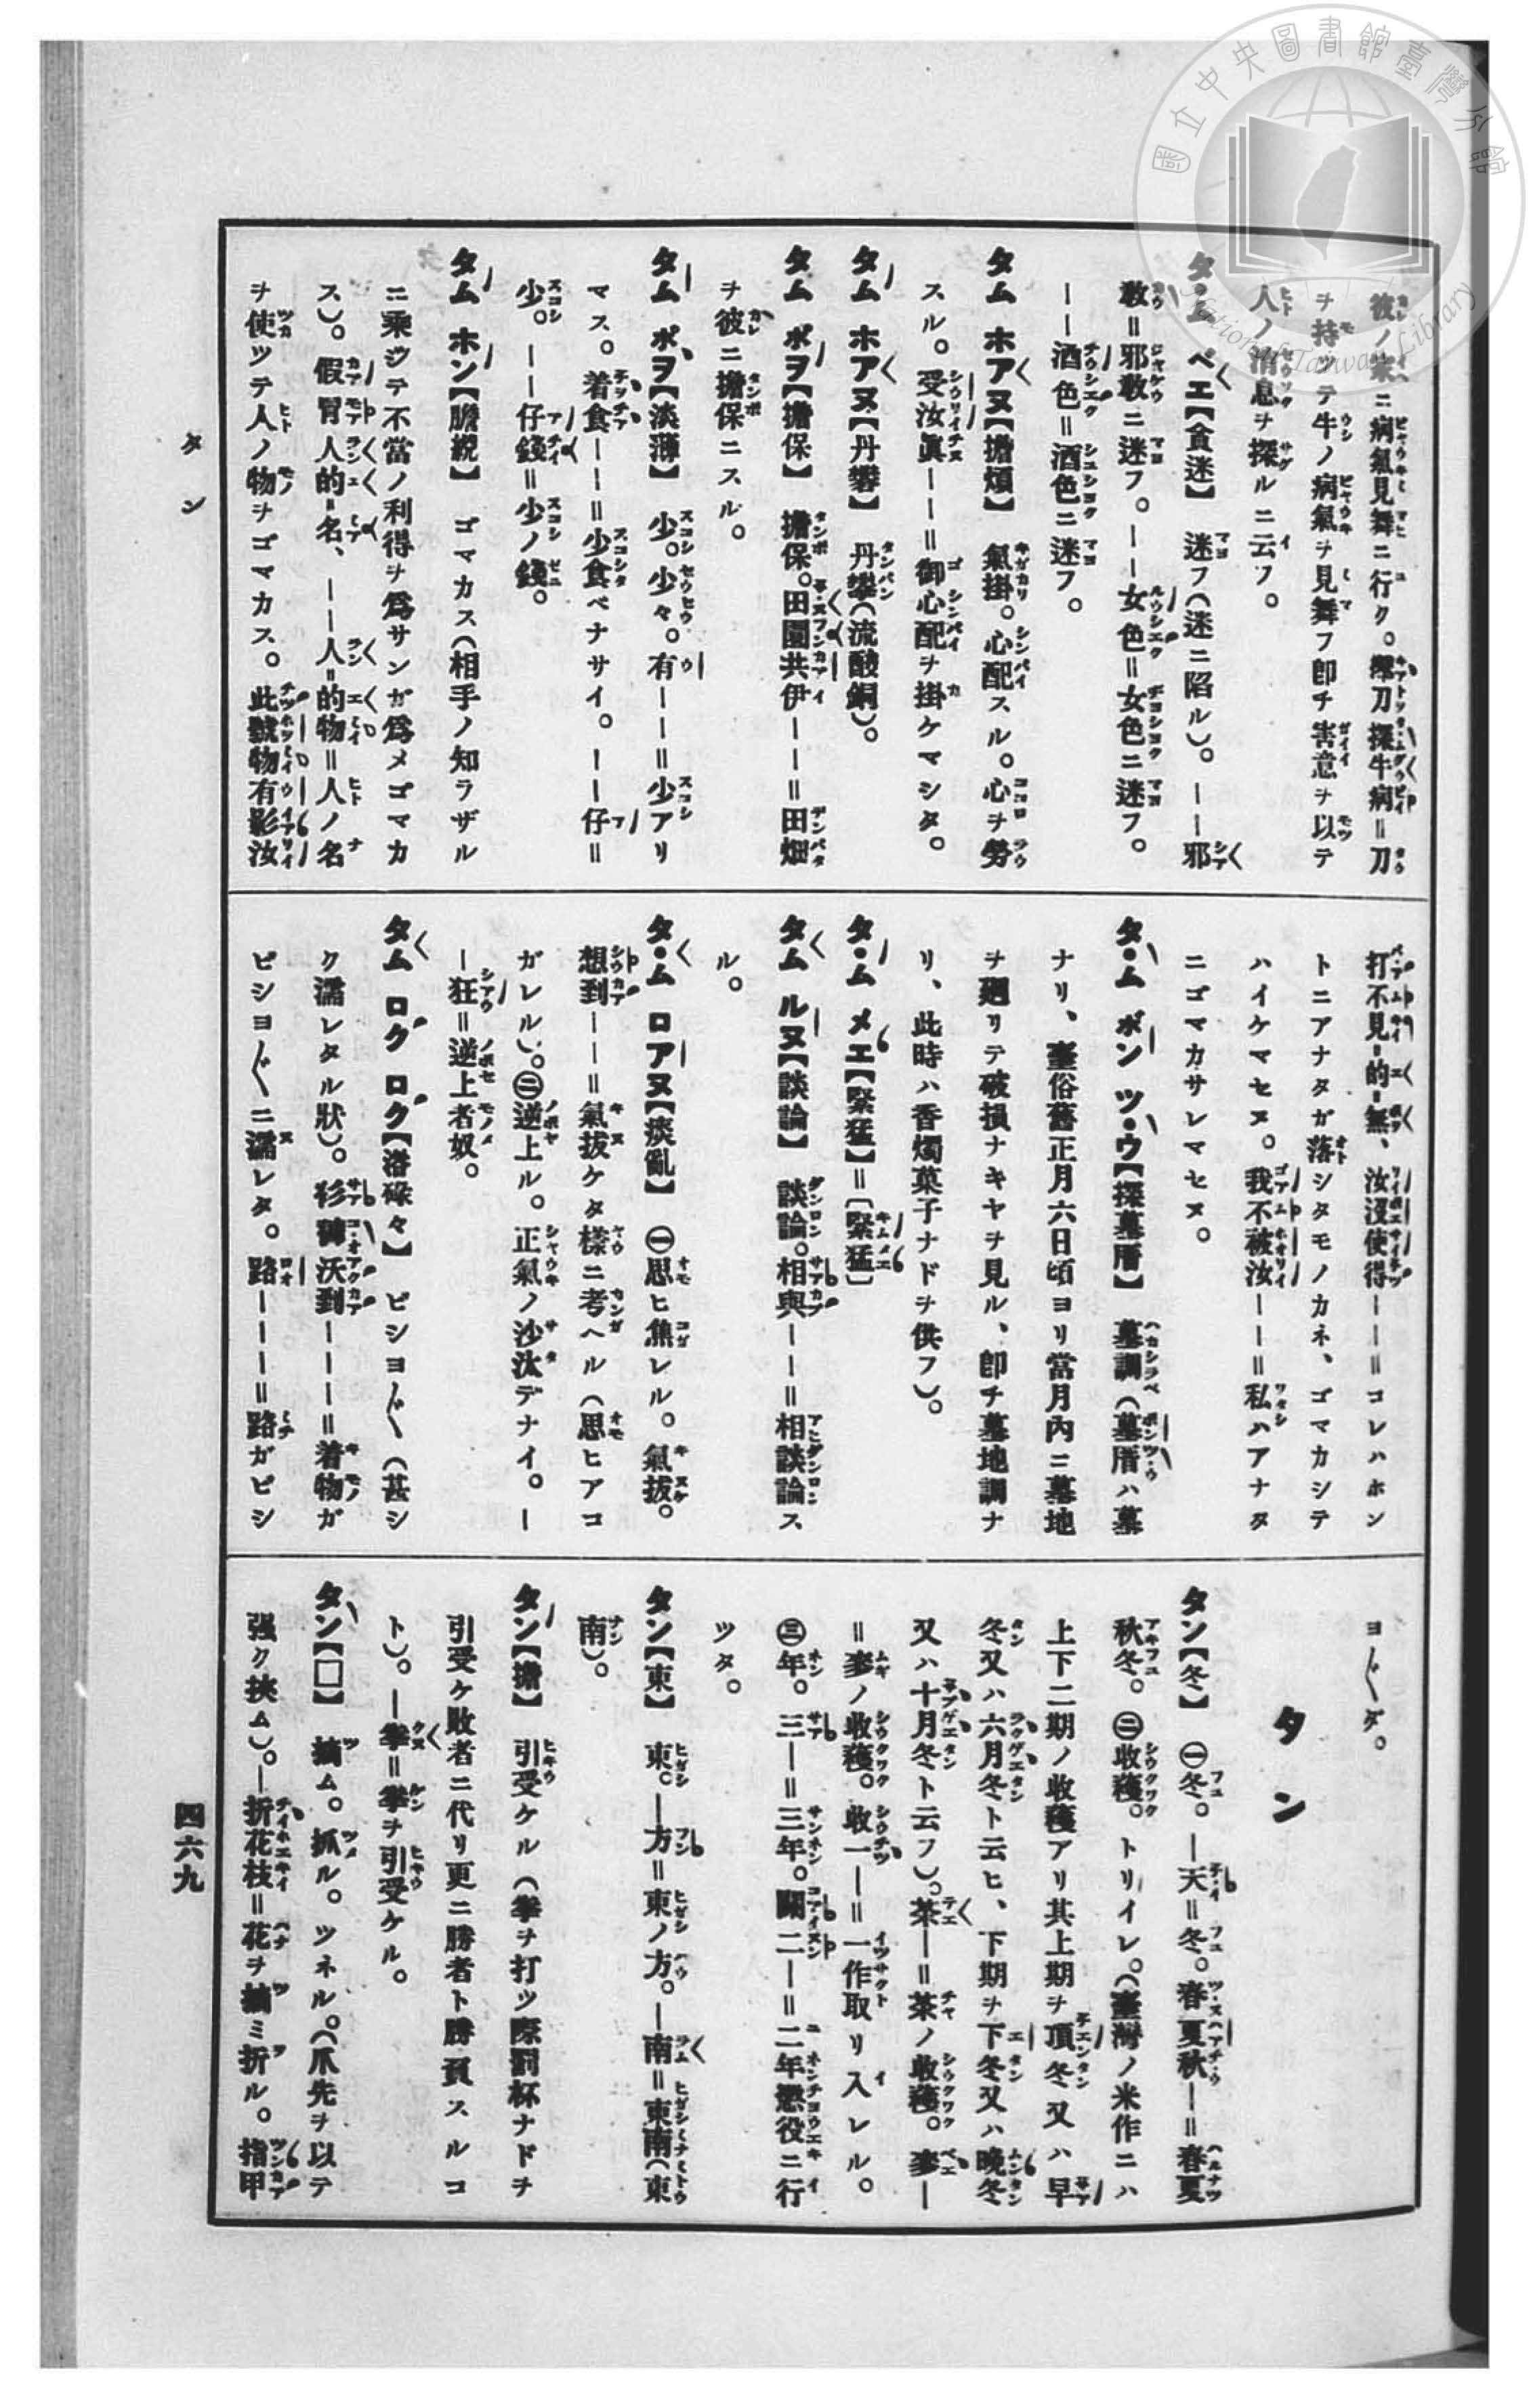 彼ノ家ニ病氣見舞ニ行ク。刀探牛病＝刀
ヲ持ツテ牛ノ病氣ヲ見舞フ卽チ害意ヲ以テ
人ノ消息ヲ探ルニ云フ。
タ・ム ベエ【貪迷】 迷フ（迷ニ陷ル）。――邪
敎＝邪敎ニ迷フ。――女色＝女色ニ迷フ。
――酒色＝酒色ニ迷フ。
タム ホアヌ【擔煩】 氣掛。心配スル。心ヲ勞
スル。受汝眞――＝御心配ヲ掛ケマシタ。
タム ホアヌ【丹礬】 丹礬（流酸銅）。
タム ポヲ【擔保】 擔保。田園共伊――＝田畑
ヲ彼ニ擔保ニスル。
タム ポヲ【淡薄】 少。少々。有――＝少アリ
マス。着食――＝少食ベナサイ。――仔＝
少。――仔錢＝少ノ錢。
タム ホン【膽】 ゴマカス（相手ノ知ラザル
ニ乘ジテ不當ノ利得ヲ爲サンガ爲メゴマカ
ス）。假冐人的名、――人的物＝人ノ名
ヲ使ツテ人ノ物ヲゴマカス。此號物有影汝
打不見的無、汝沒使得――＝コレハホン
トニアナタガ落シタモノカネ、ゴマカシテ
ハイケマセヌ。我不被汝――＝私ハアナタ
ニゴマカサレマセヌ。
タ・ム ボン ツ・ウ【探墓厝】 墓調（墓厝ハ墓
ナリ、臺俗舊正月六日頃ヨリ當月內ニ墓地
ヲ廻リテ破損ナキヤヲ見ル、卽チ墓地調ナ
リ、此時ハ香燭菓子ナドヲ供フ）。
タ・ム メエ【緊猛】＝〔緊猛〕
タム ルヌ【談論】 談論。相與――＝相談論ス
ル。
タ・ム ロアヌ【痰亂】 ㊀思ヒ焦レル。氣拔。
想到――＝氣拔ケタ樣ニ考ヘル（思ヒアコ
ガレル）。㊁逆上ル。正氣ノ沙汰デナイ。―
―狂＝逆上者奴。
タム ロク ロク【洛碌々】 ビシヨ〳〵（甚シ
ク濡レタル狀）。衫褲沃到―――＝着物ガ
ビシヨ〳〵ニ濡レタ。路―――＝路ガビシ
ヨ〳〵ダ。
タン
タン【冬】 ㊀冬。―天＝冬。春夏秋―＝春夏
秋冬。㊁收穫。トリイレ。（臺灣ノ米作ニハ
上下二期ノ收穫アリ其上期ヲ頂冬又ハ早
冬又ハ六月冬ト云ヒ、下期ヲ下冬又ハ晚冬
又ハ十月冬ト云フ）。茶―＝茶ノ收穫。麥―
＝麥ノ收穫。收一―＝一作取リ入レル。
㊂年。三―＝三年。關二―＝二年懲役ニ行
ツタ。
タン【東】 東。―方＝東ノ方。―南＝東南（東
南）。
タン【擔】 引受ケル（拳ヲ打ツ際罰杯ナドヲ
引受ケ敗者ニ代リ更ニ勝者ト勝負スルコ
ト）。―拳＝拳ヲ引受ケル。
タン【□】 摘ム。抓ル。ツネル。（爪先ヲ以テ
强ク挾ム）。―折花枝＝花ヲ摘ミ折ル。指甲
タン
四六九
國立中央圖書館臺灣分館
National Taiwan Library